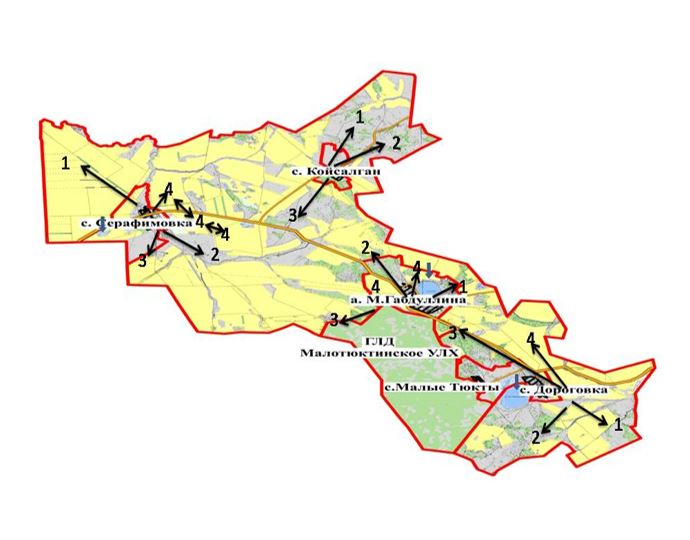 1
2
с. Койсалган
1
4
3
с. Серафимовка
4
4
3
2
2
4
1
4
а. М.Габдуллина
3
3
ГЛД
Малотюктинское УЛХ
4
с.Малые Тюкты
с. Дороговка
2
1